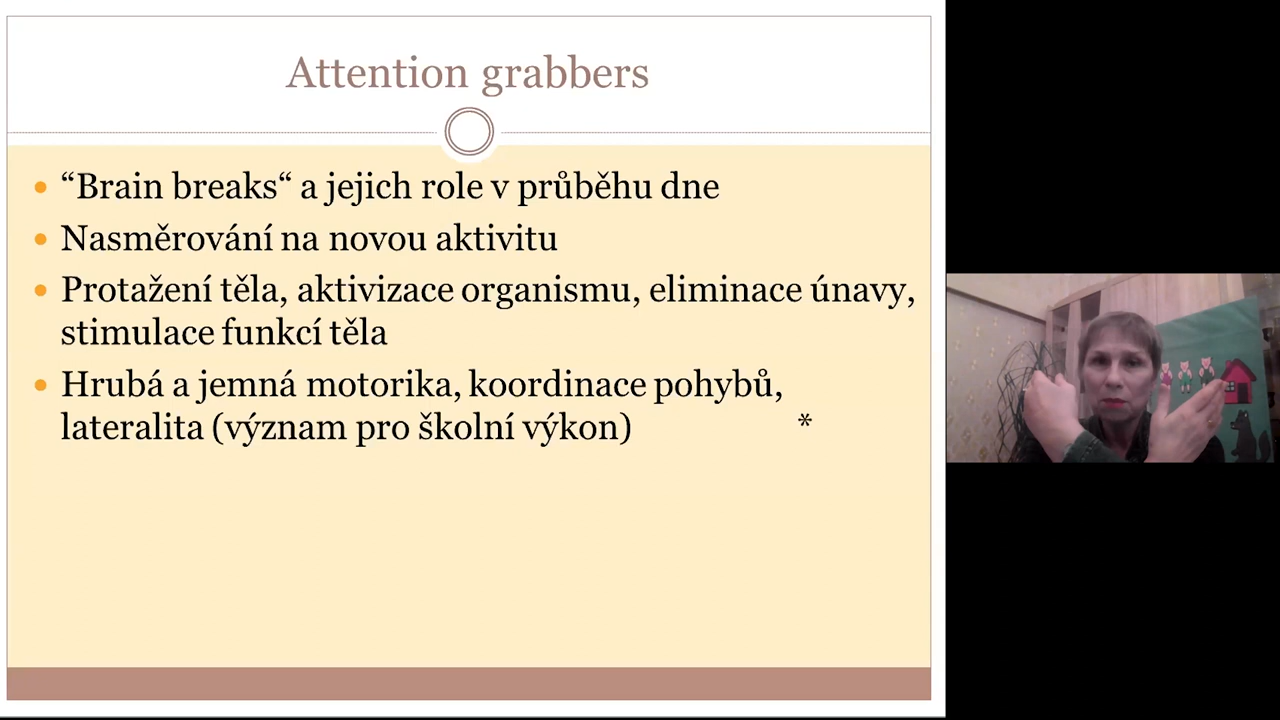 Attention grabbers
“Brain breaks“ a jejich role v průběhu dne
Nasměrování na novou aktivitu
Protažení těla, aktivizace organismu, eliminace únavy,
stimulace funkcí těla
Hrubá a jemná motorika, koordinace pohybů,
lateralita (význam pro školní výkon) *